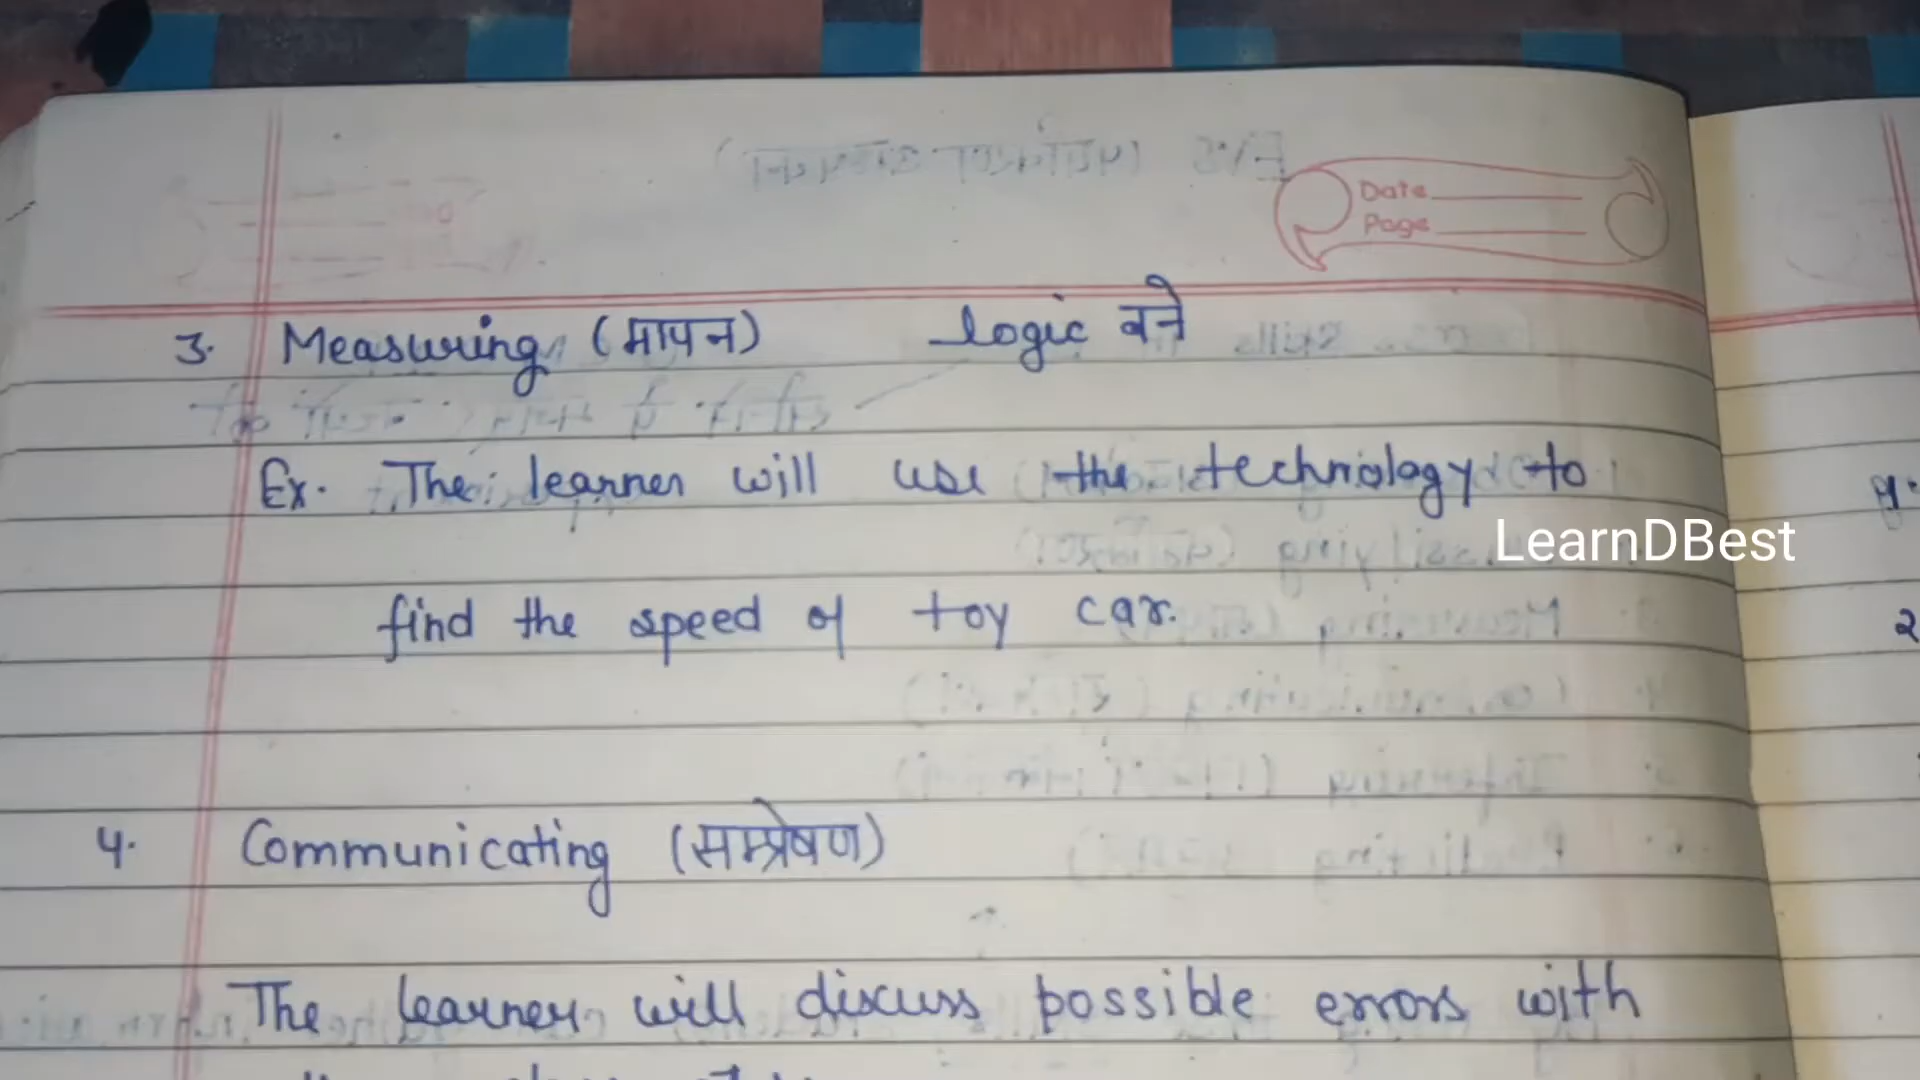 Date
Page
3. Measuring (मापन) logic बने
Ex. The learner will use the technology to
LearnDBest
find the speed of toy car.
2
4. Communicating (सम्प्रेषण)
The learner will discuss possible errors with